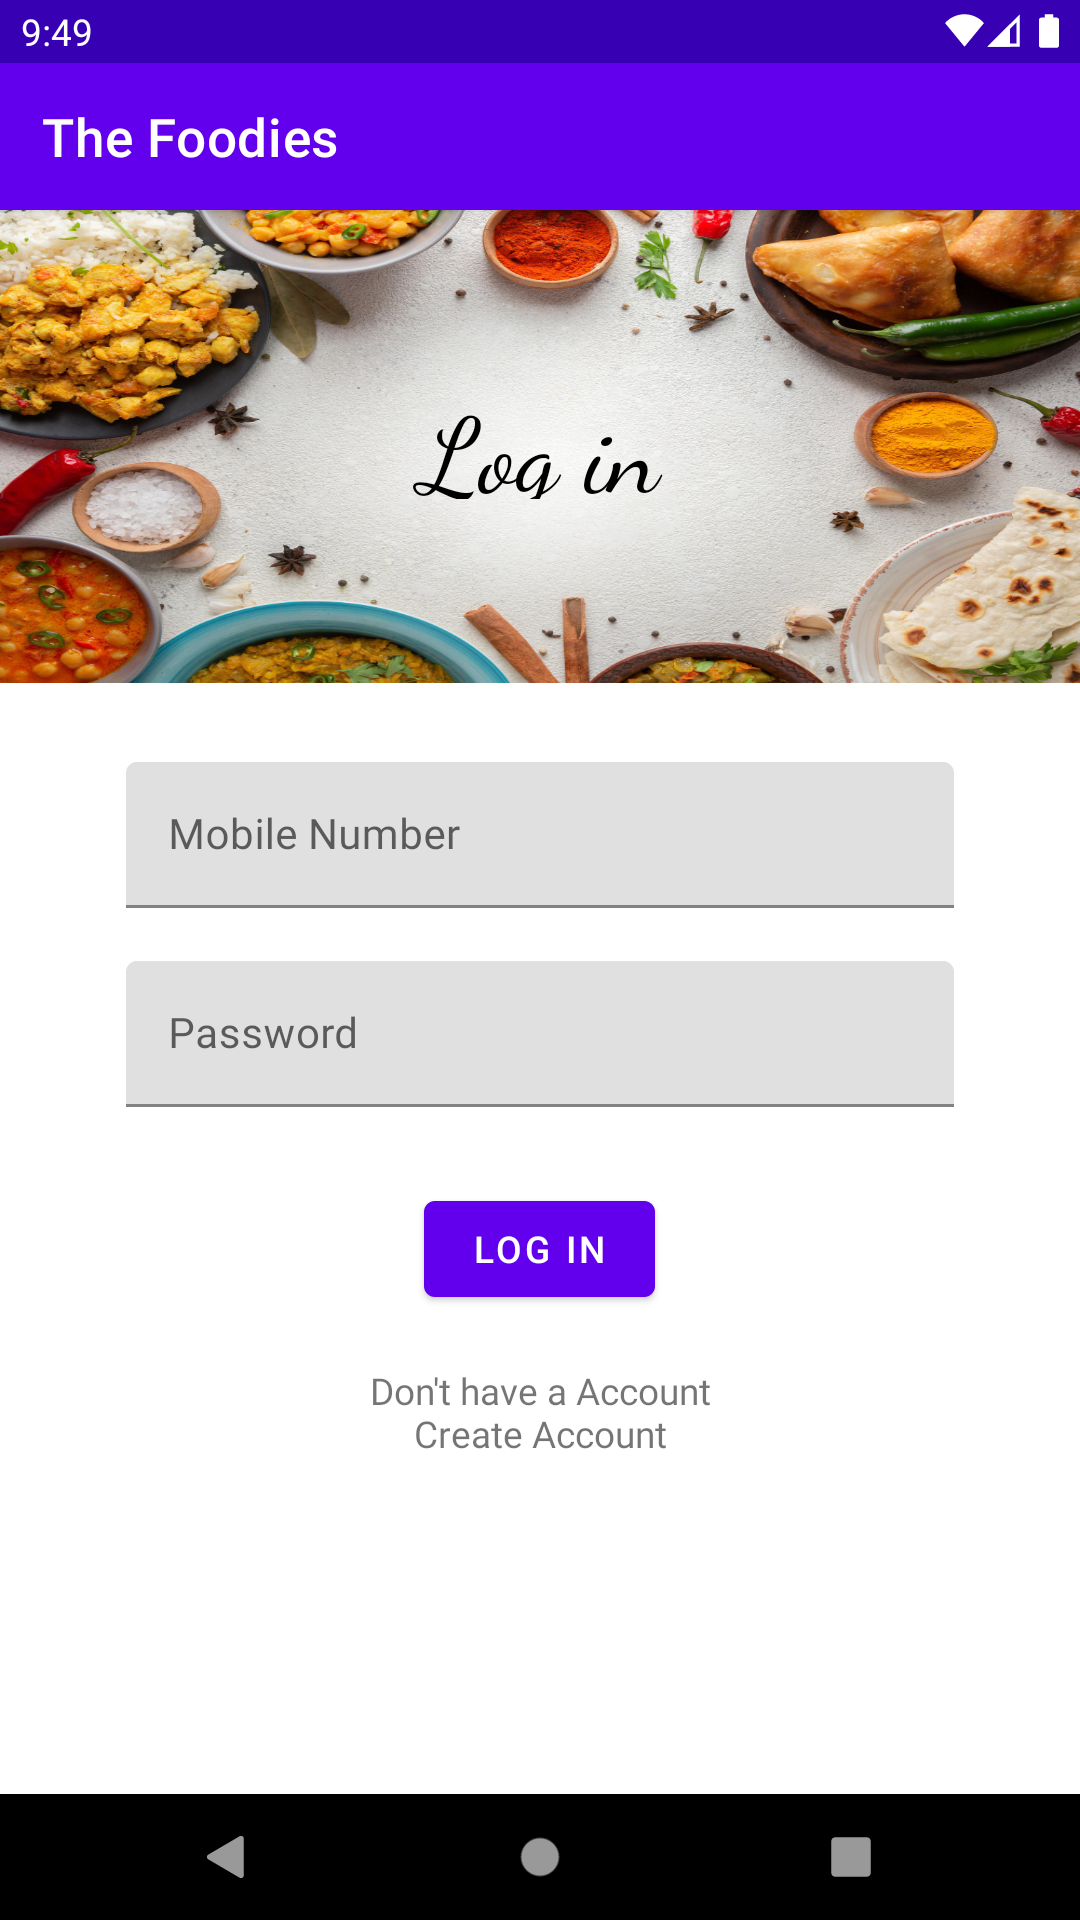 9:49
The Foodies
Log in
Mobile Number
Password
LOG IN
Don't have a Account
Create Account